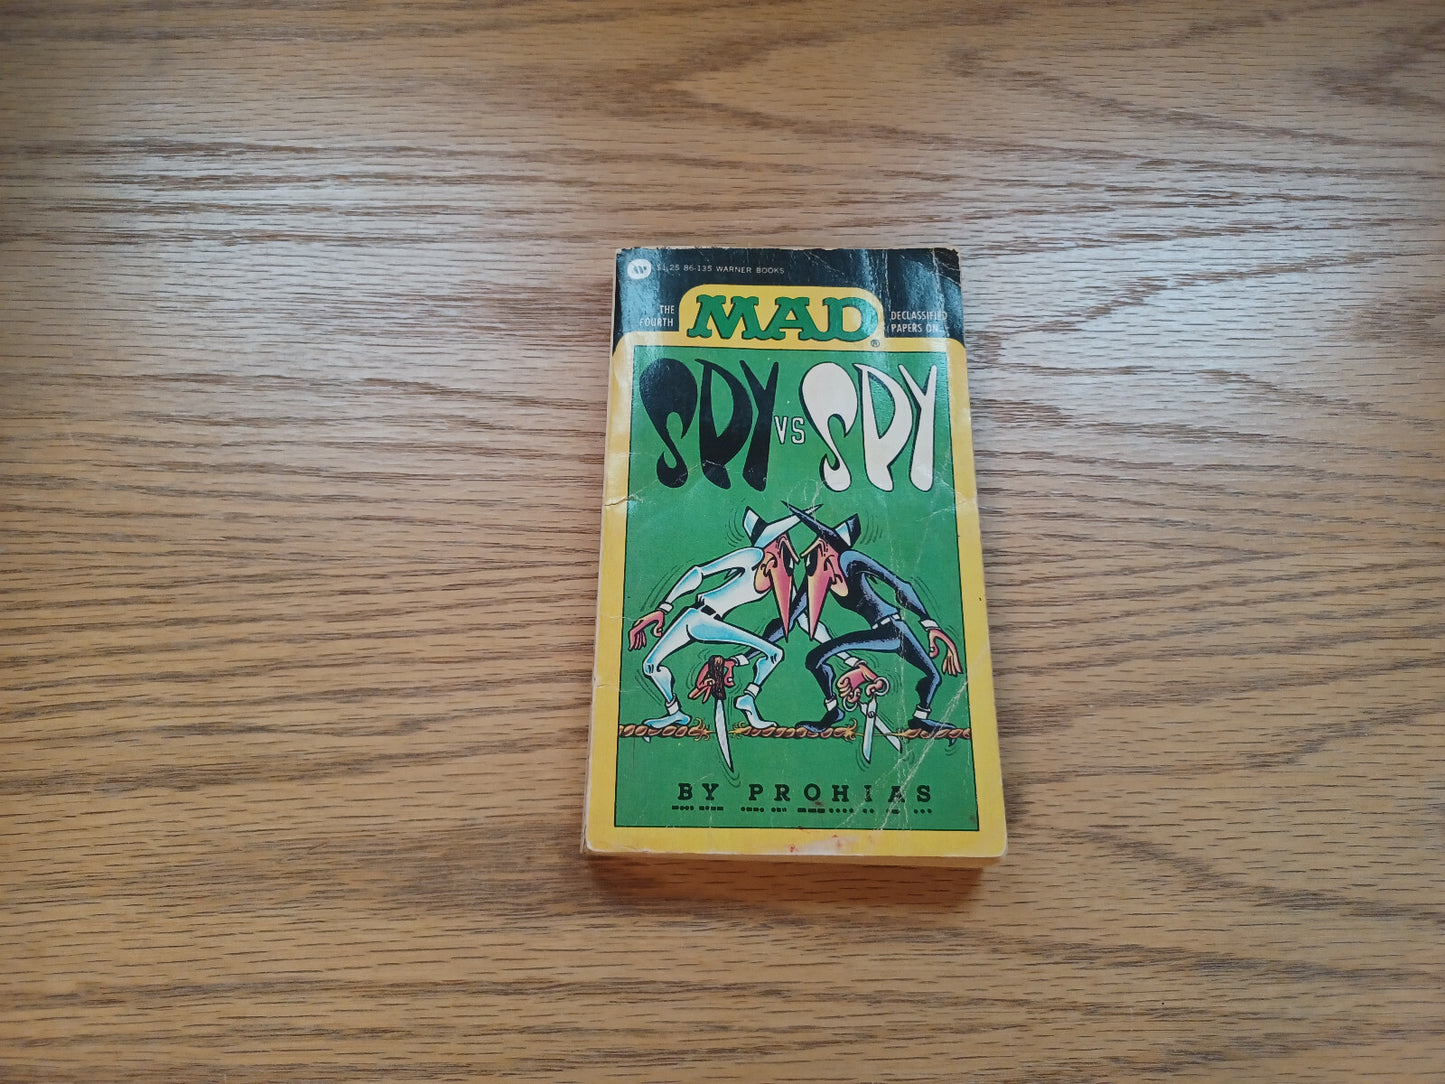 W $1.25 86-135 WARNER BOOKS
THE FOURTH
MAD®
DECLASSIFIED PAPERS ON...
SPY VS SPY
BY PROHIAS